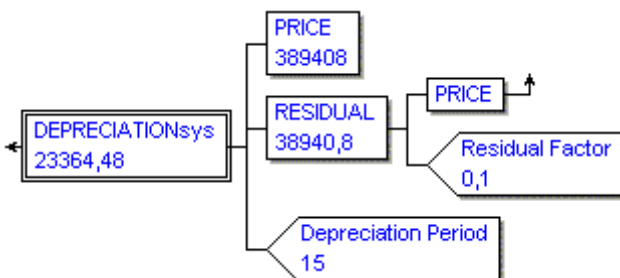 PRICE
389408
DEPRECIATIONsys
23364,48
RESIDUAL
38940,8
PRICE
Residual Factor
0,1
Depreciation Period
15